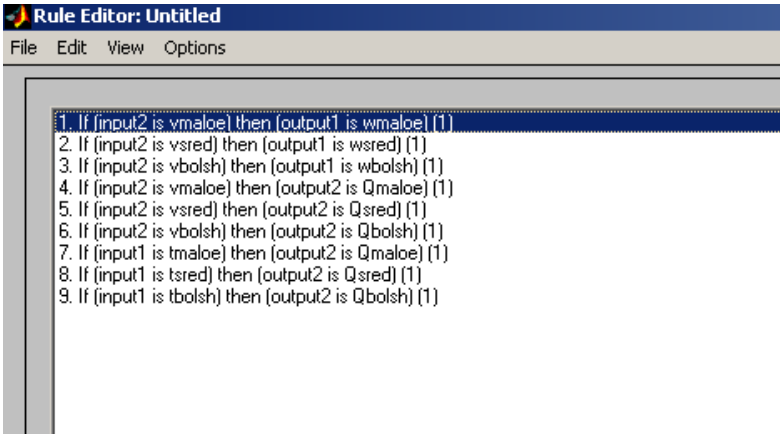 Rule Editor: Untitled
File Edit View Options
1. If (input2 is vmaloe) then (output1 is wmaloe) (1)
2. If (input2 is vsred) then (output1 is wsred) (1)
3. If (input2 is vbolsh) then (output1 is wbolsh) (1)
4. If (input2 is vmaloe) then (output2 is Qmaloe) (1)
5. If (input2 is vsred) then (output2 is Qsred) (1)
6. If (input2 is vbolsh) then (output2 is Qbolsh) (1)
7. If (input1 is tmaloe) then (output2 is Qmaloe) (1)
8. If (input1 is tsred) then (output2 is Qsred) (1)
9. If (input1 is tbolsh) then (output2 is Qbolsh) (1)